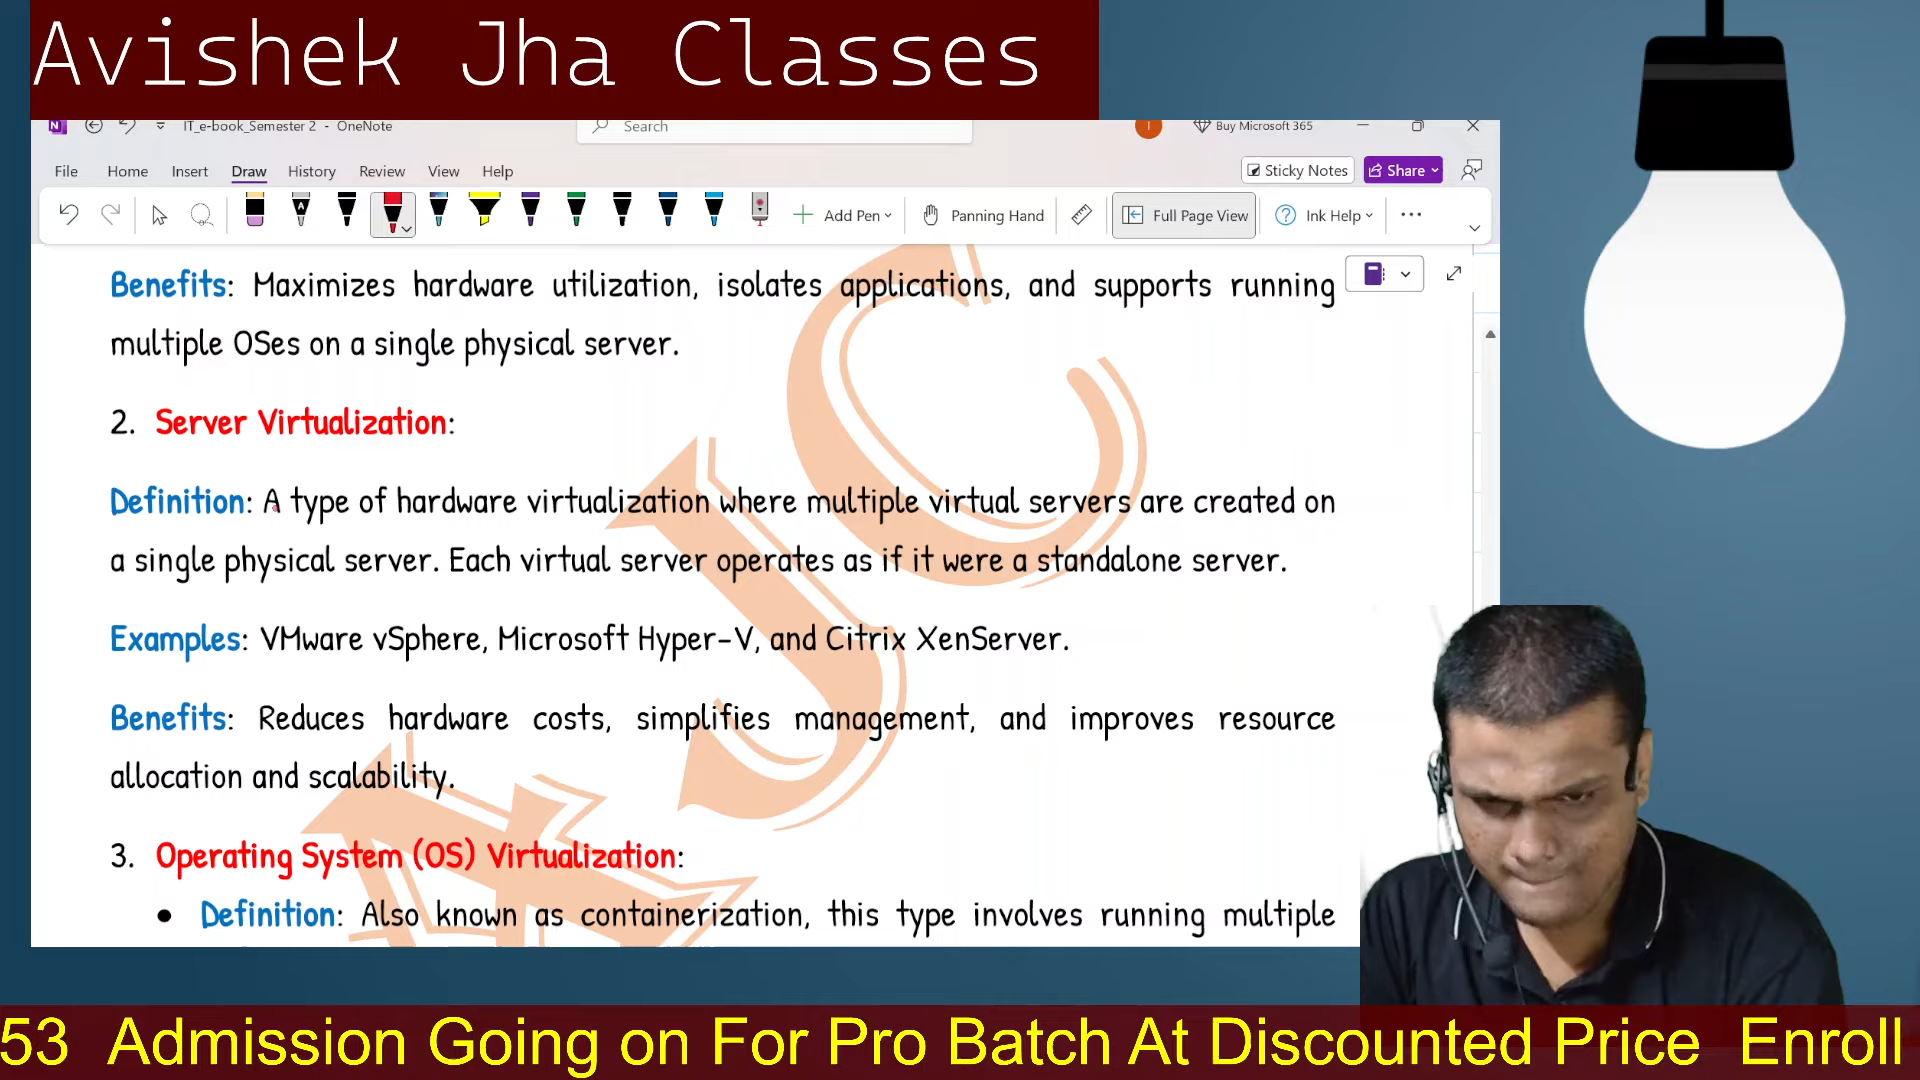 Avishek Jha Classes
IT_e-book_Semester 2 - OneNote
Search
Buy Microsoft 365
File Home Insert Draw History Review View Help
Sticky Notes
Share
Add Pen
Panning Hand
Full Page View
Ink Help
Benefits: Maximizes hardware utilization, isolates applications, and supports running
multiple OSes on a single physical server.
2. Server Virtualization:
Definition: A type of hardware virtualization where multiple virtual servers are created on
a single physical server. Each virtual server operates as if it were a standalone server.
Examples: VMware vSphere, Microsoft Hyper-V, and Citrix XenServer.
Benefits: Reduces hardware costs, simplifies management, and improves resource
allocation and scalability.
3. Operating System (OS) Virtualization:
• Definition: Also known as containerization, this type involves running multiple
AJC
53 Admission Going on For Pro Batch At Discounted Price Enroll